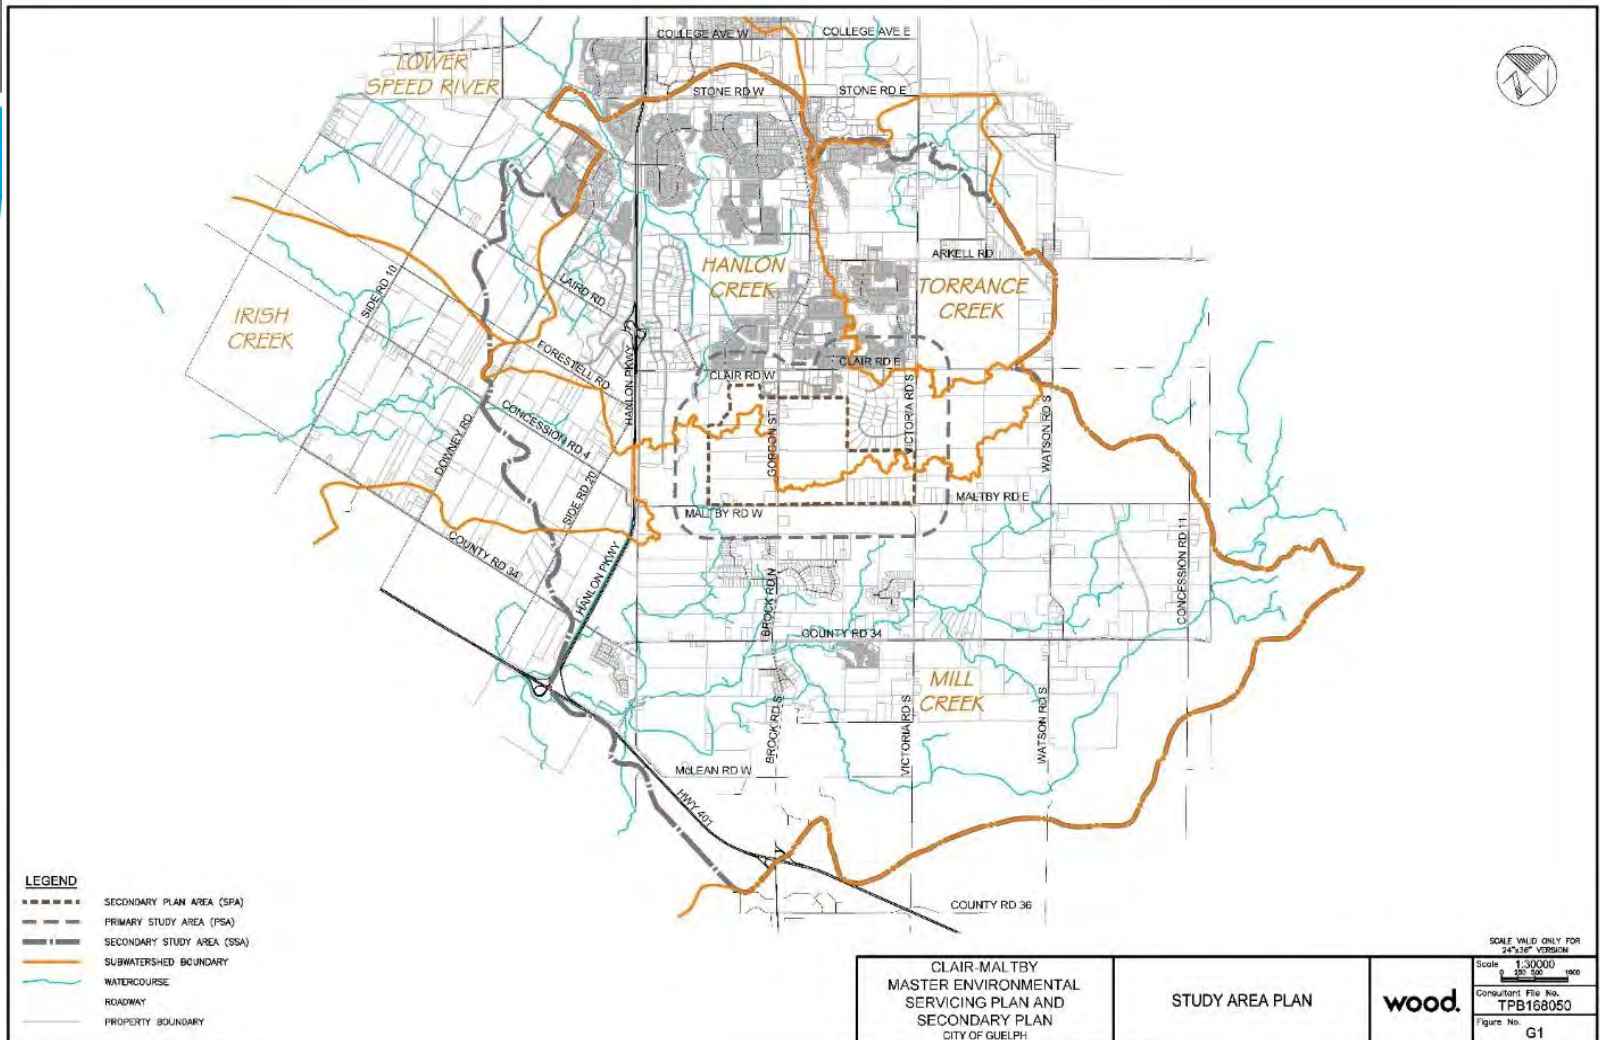 COLLEGE AVE W
COLLEGE AVE E
LOWER
SPEED RIVER
STONE RD W
STONE RD E
ARKELL RD
HANLON
CREEK
TORRANCE
CREEK
SIDE RD 10
LAIRD RD
IRISH
CREEK
HANLON PKWY
FORESTELL RD
CLAIR RD W
CLAIR RD E
CONCESSION RD 4
DOWNEY RD
GORDON ST
VICTORIA RD S
WATSON RD S
SIDE RD 20
MALTBY RD W
MALTBY RD E
COUNTY RD 34
HANLON PKWY
BROCK RD N
CONCESSION RD 11
COUNTY RD 34
MILL
CREEK
BROCK RD S
VICTORIA RD S
WATSON RD S
McLEAN RD W
HWY 401
COUNTY RD 36
LEGEND
SECONDARY PLAN AREA (SPA)
PRIMARY STUDY AREA (PSA)
SECONDARY STUDY AREA (SSA)
SUBWATERSHED BOUNDARY
WATERCOURSE
ROADWAY
PROPERTY BOUNDARY
CLAIR-MALTBY
MASTER ENVIRONMENTAL
SERVICING PLAN AND
SECONDARY PLAN
CITY OF GUELPH
STUDY AREA PLAN
wood.
SCALE VALID ONLY FOR
24"x36" VERSION
Scale 1:30000
0 250 500 1000
Consultant File No.
TPB168050
Figure No.
G1